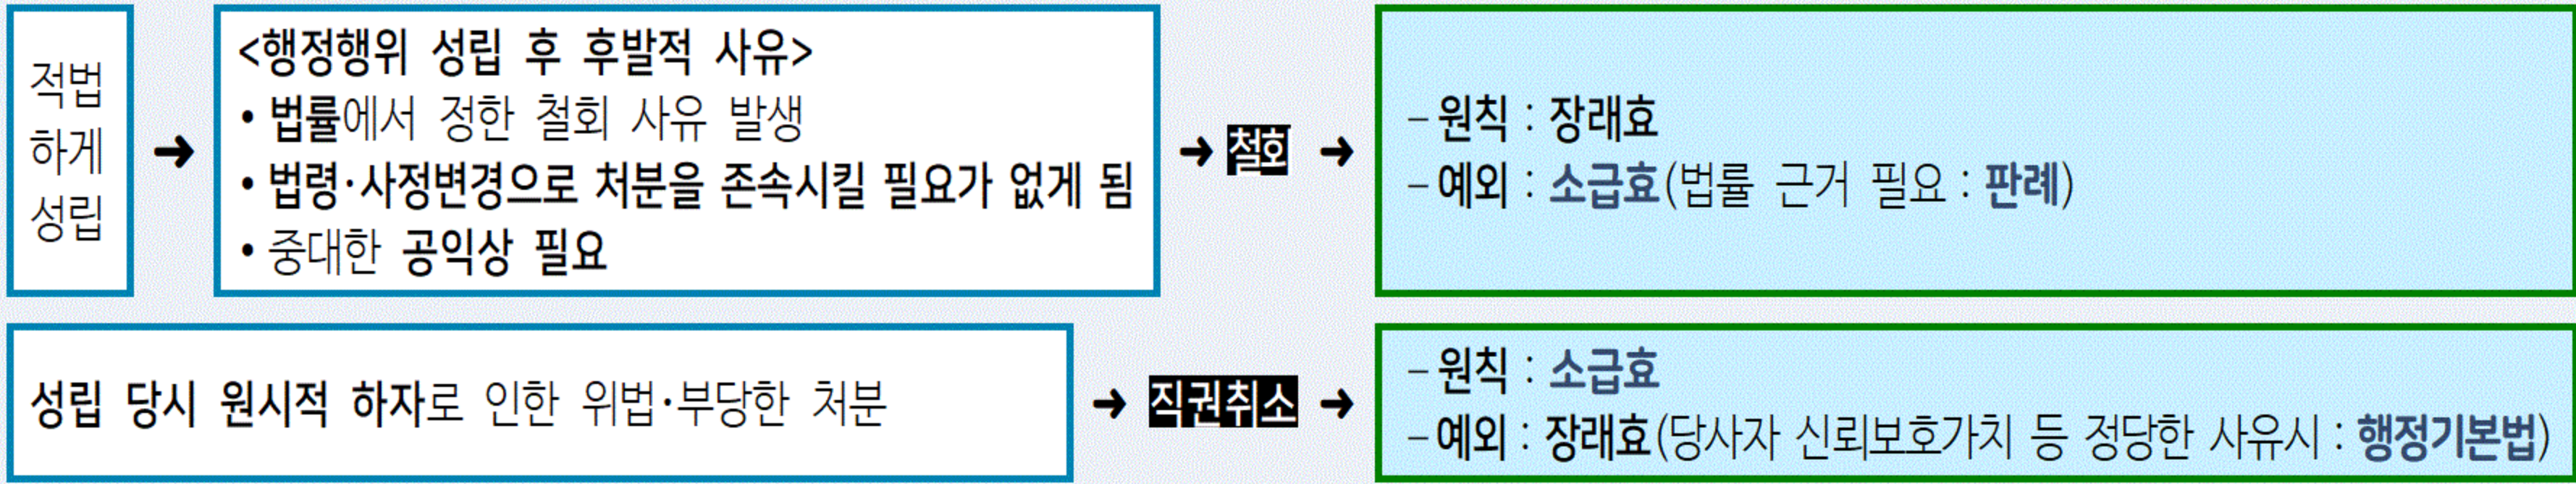 적법
하게
성립
➜
<행정행위 성립 후 후발적 사유>
• 법률에서 정한 철회 사유 발생
• 법령·사정변경으로 처분을 존속시킬 필요가 없게 됨
• 중대한 공익상 필요
➜ 철회 ➜
– 원칙 : 장래효
– 예외 : 소급효(법률 근거 필요 : 판례)
성립 당시 원시적 하자로 인한 위법·부당한 처분
➜ 직권취소 ➜
– 원칙 : 소급효
– 예외 : 장래효(당사자 신뢰보호가치 등 정당한 사유시 : 행정기본법)